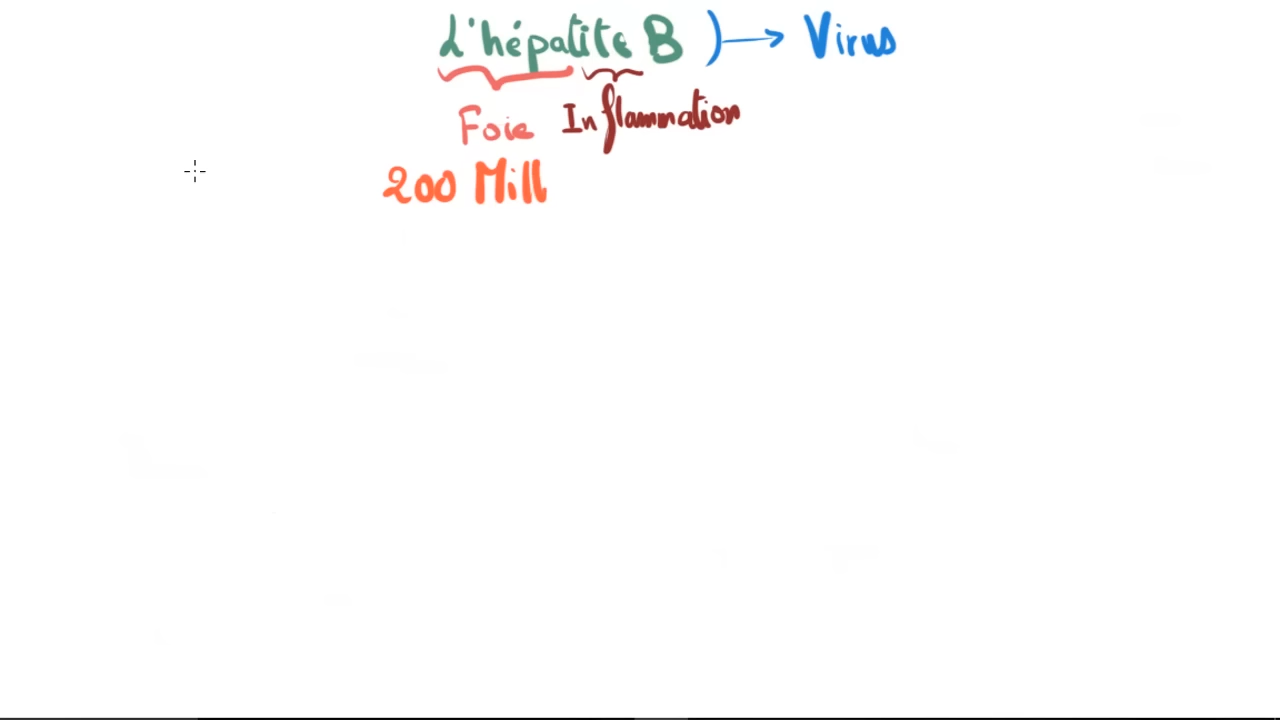 L'hépatite B ) → Virus
Foie Inflammation
200 Mill